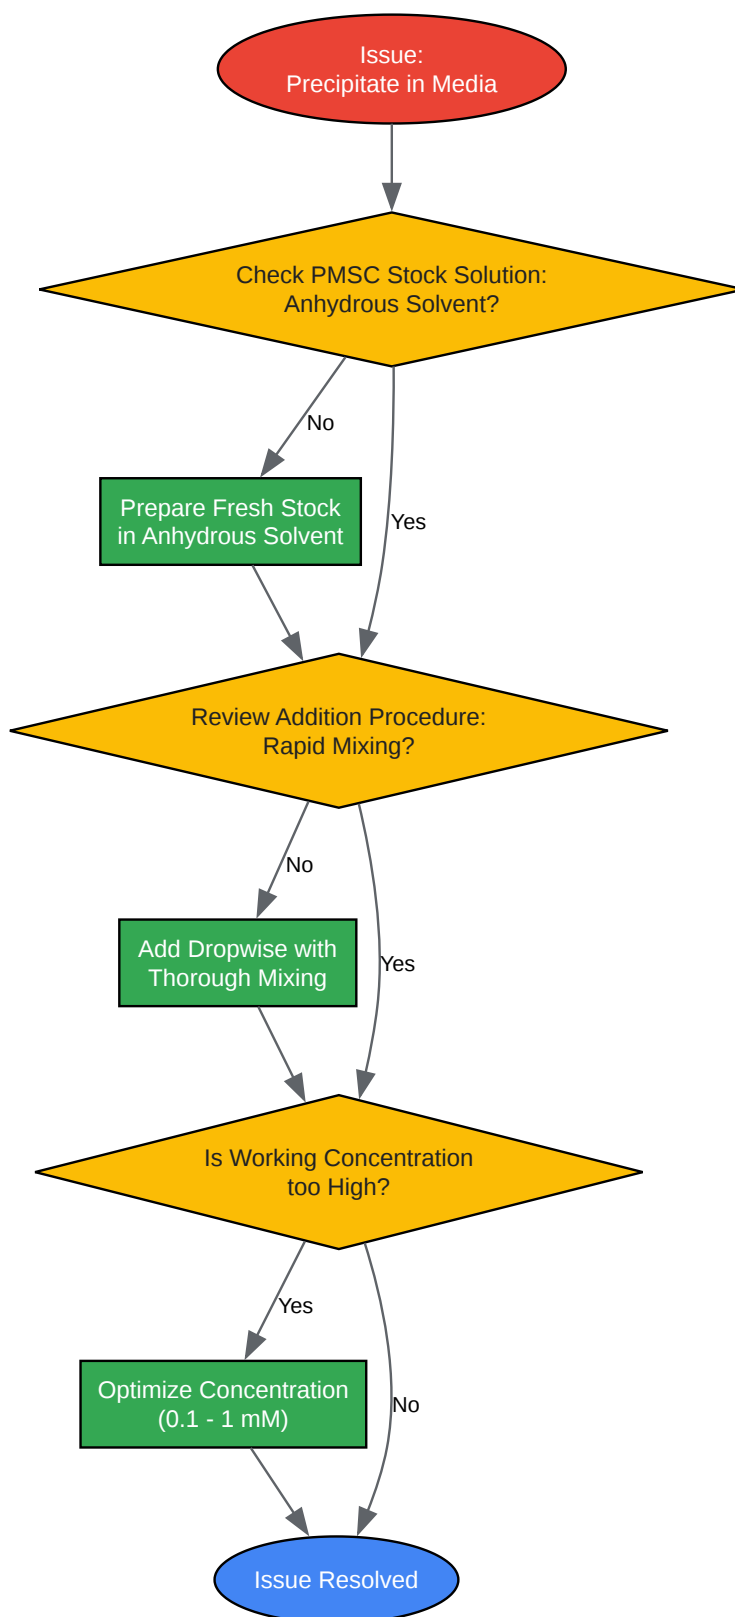 Issue:
Precipitate in Media
Check PMSC Stock Solution:
Anhydrous Solvent?
No
Prepare Fresh Stock
in Anhydrous Solvent
Yes
Review Addition Procedure:
Rapid Mixing?
No
Add Dropwise with
Thorough Mixing
Yes
Is Working Concentration
too High?
Yes
Optimize Concentration
(0.1 - 1 mM)
No
Issue Resolved